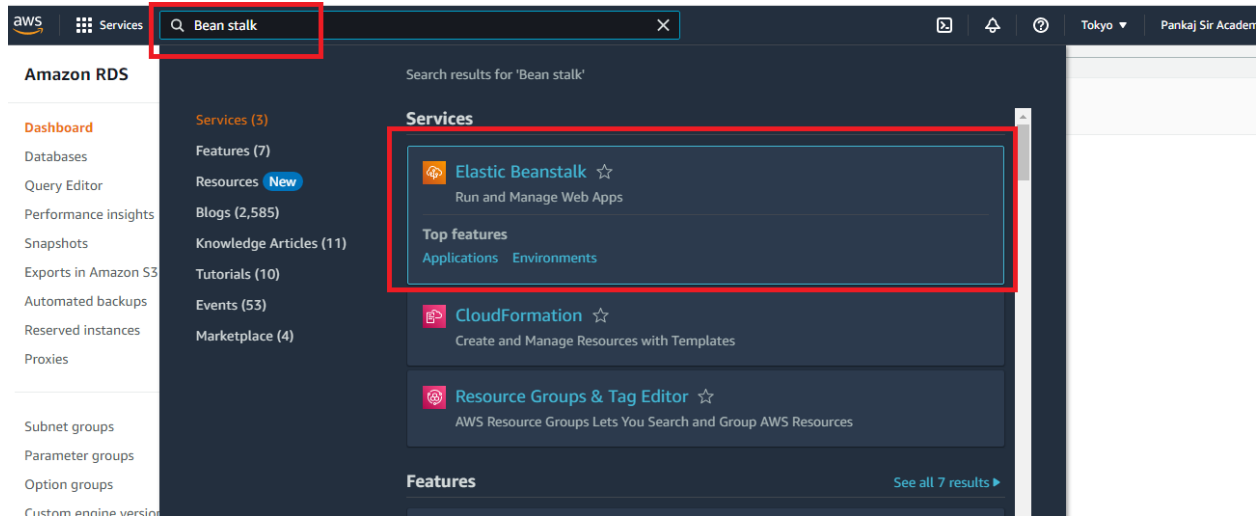 aws
Services
Bean stalk
Tokyo
Pankaj Sir Academ
Amazon RDS
Dashboard
Databases
Query Editor
Performance insights
Snapshots
Exports in Amazon S3
Automated backups
Reserved instances
Proxies
Subnet groups
Parameter groups
Option groups
Custom engine version
Services (3)
Features (7)
Resources New
Blogs (2,585)
Knowledge Articles (11)
Tutorials (10)
Events (53)
Marketplace (4)
Search results for 'Bean stalk'
Services
Elastic Beanstalk
Run and Manage Web Apps
Top features
Applications Environments
CloudFormation
Create and Manage Resources with Templates
Resource Groups & Tag Editor
AWS Resource Groups Lets You Search and Group AWS Resources
Features
See all 7 results